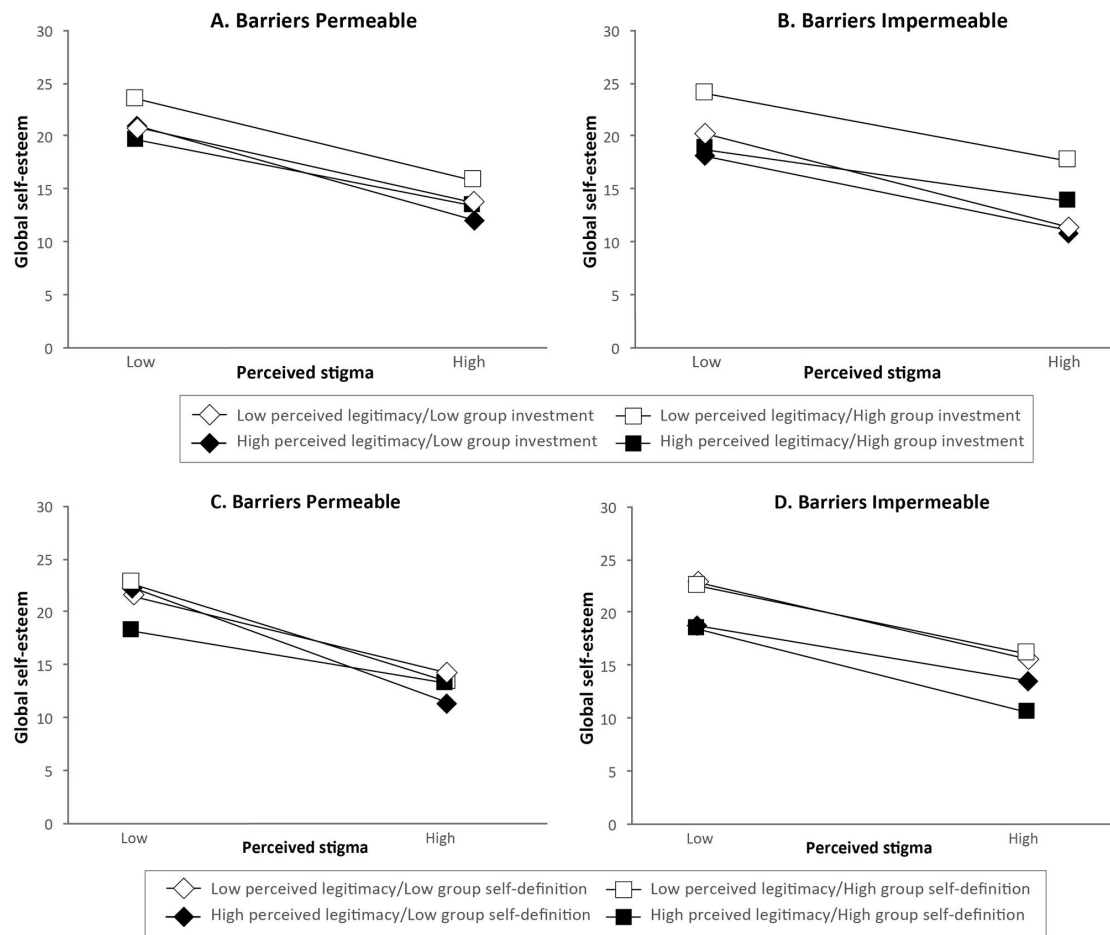 A. Barriers Permeable
30
25
20
15
10
5
0
Global self-esteem
Low
High
Perceived stigma
B. Barriers Impermeable
30
25
20
15
10
5
0
Global self-esteem
Low
High
Perceived stigma
Low perceived legitimacy/Low group investment
Low perceived legitimacy/High group investment
High perceived legitimacy/Low group investment
High perceived legitimacy/High group investment
C. Barriers Permeable
30
25
20
15
10
5
0
Global self-esteem
Low
High
Perceived stigma
D. Barriers Impermeable
30
25
20
15
10
5
0
Global self-esteem
Low
High
Perceived stigma
Low perceived legitimacy/Low group self-definition
Low perceived legitimacy/High group self-definition
High perceived legitimacy/Low group self-definition
High prceived legitimacy/High group self-definition